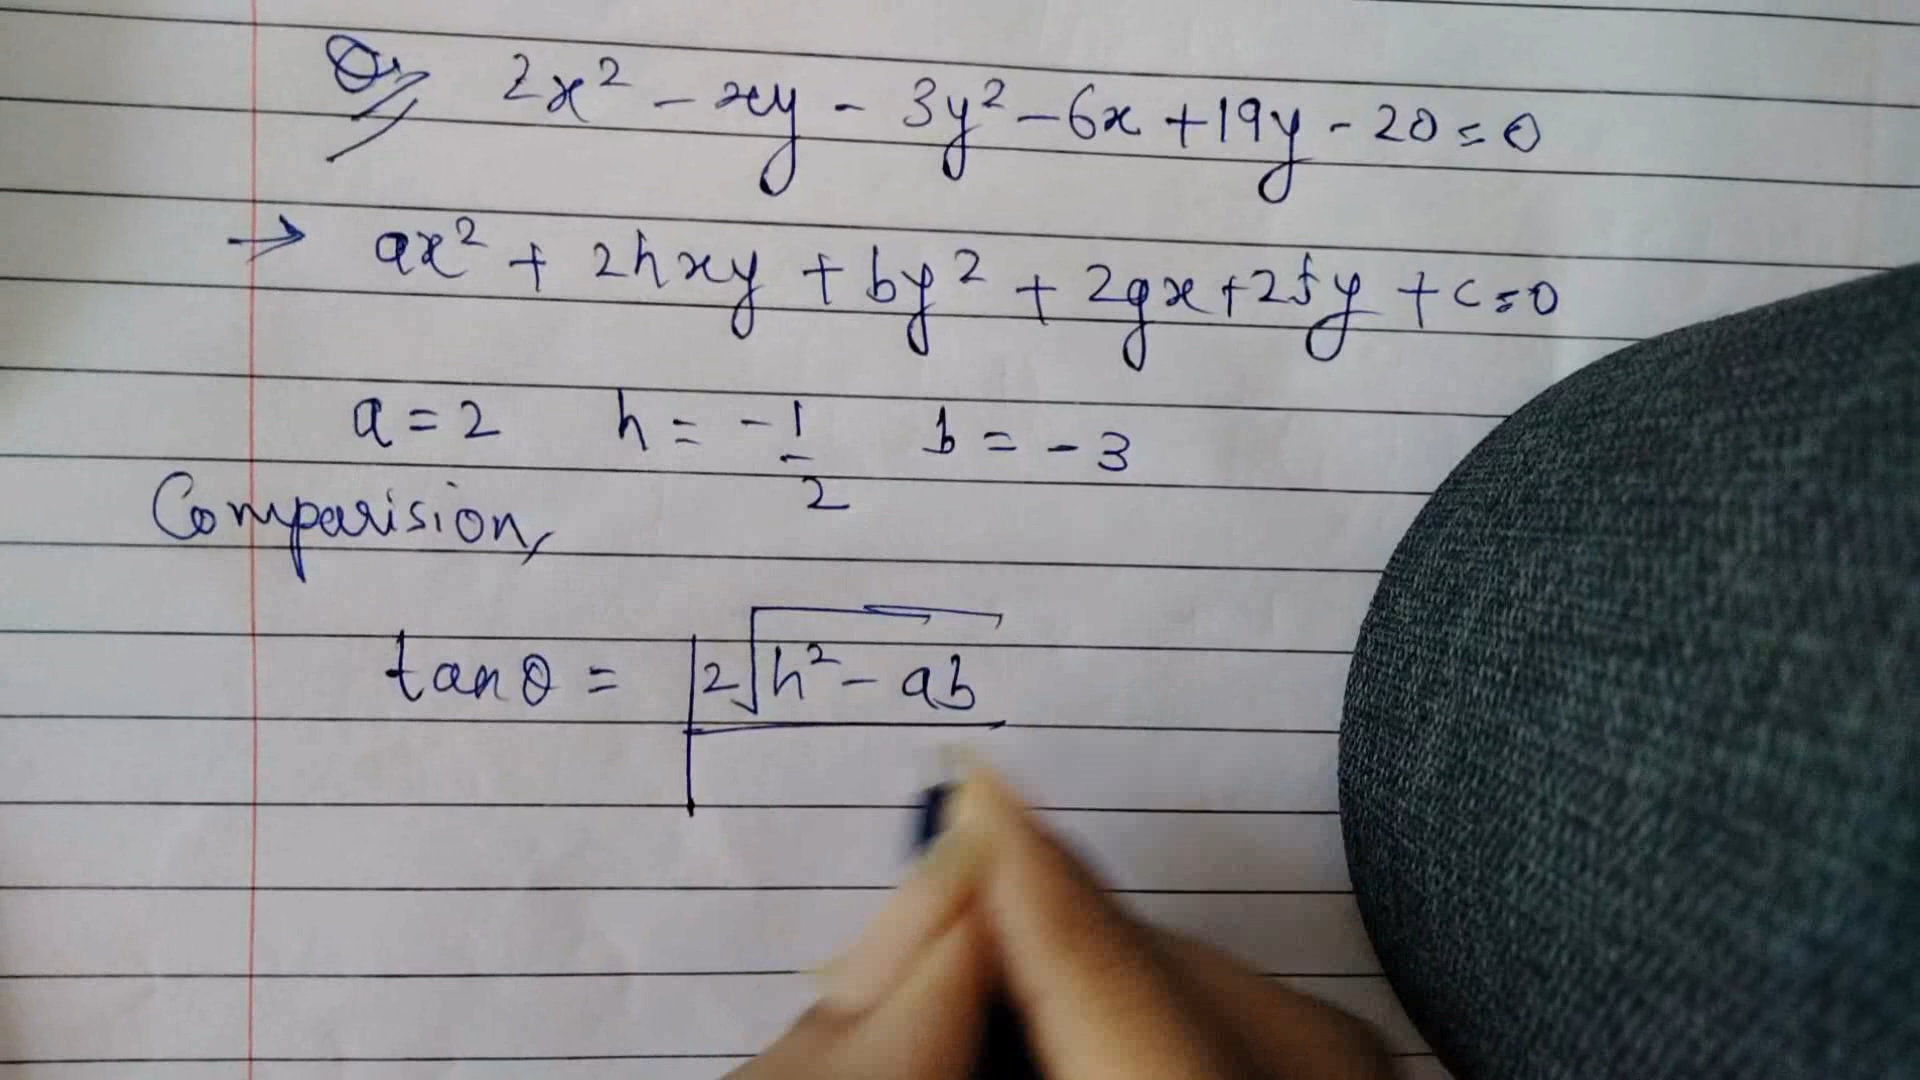 Q. 2x² - xy - 3y² - 6x + 19y - 20 = 0
→ ax² + 2hxy + by² + 2gx + 2fy + c = 0
a = 2 h = -1/2 b = -3
Comparision,
tanθ = |2√h² - ab